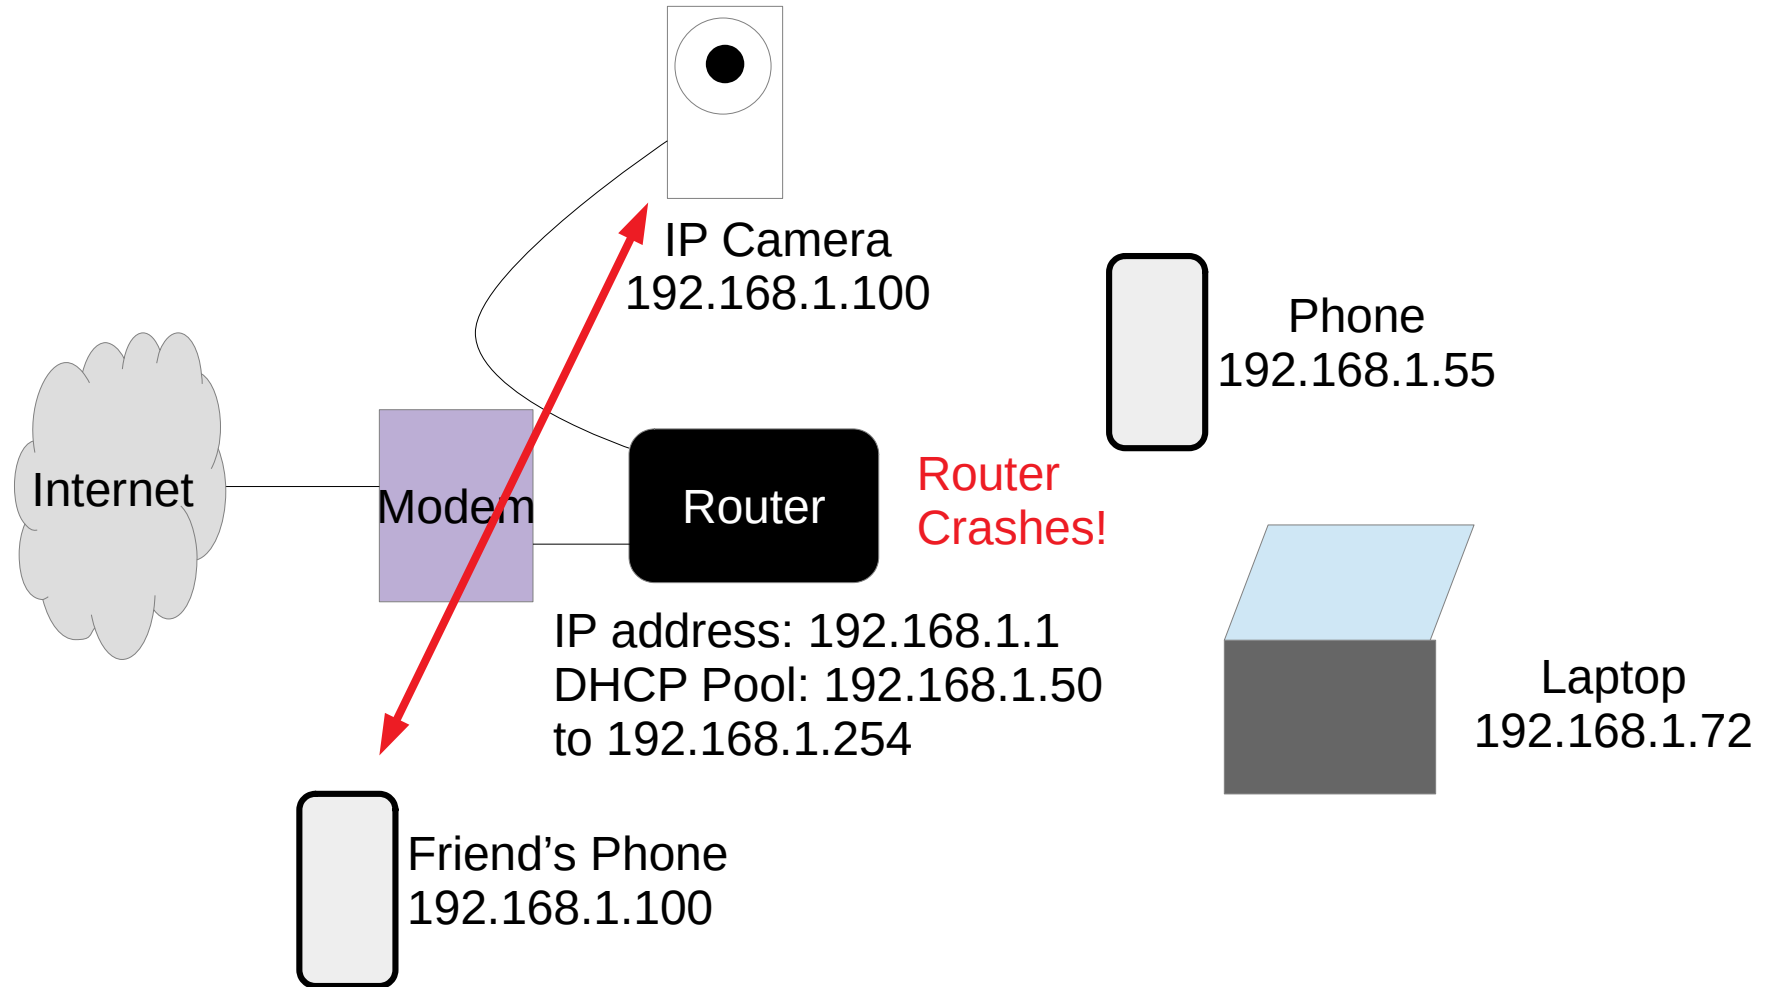 IP Camera
192.168.1.100
Phone
192.168.1.55
Internet
Modem
Router
Router
Crashes!
IP address: 192.168.1.1
DHCP Pool: 192.168.1.50
to 192.168.1.254
Laptop
192.168.1.72
Friend’s Phone
192.168.1.100